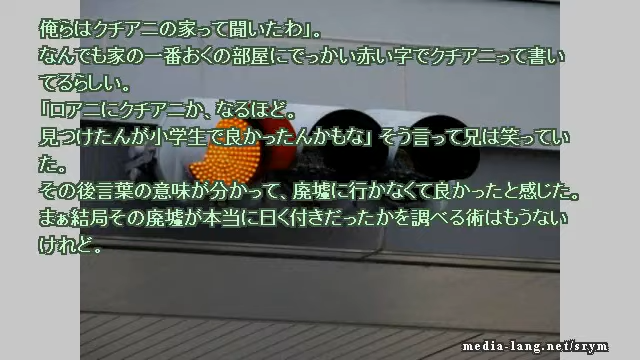 俺らはクチアニの家って聞いたわ」。
なんでも家の一番おくの部屋にでっかい赤い字でクチアニって書い
てるらしい。
「ロアニにクチアニか、なるほど。
見つけたんが小学生で良かったんかもな」 そう言って兄は笑ってい
た。
その後言葉の意味が分かって、廃墟に行かなくて良かったと感じた。
まぁ結局その廃墟が本当に曰く付きだったかを調べる術はもうない
けれど。
media-lang.net/srym